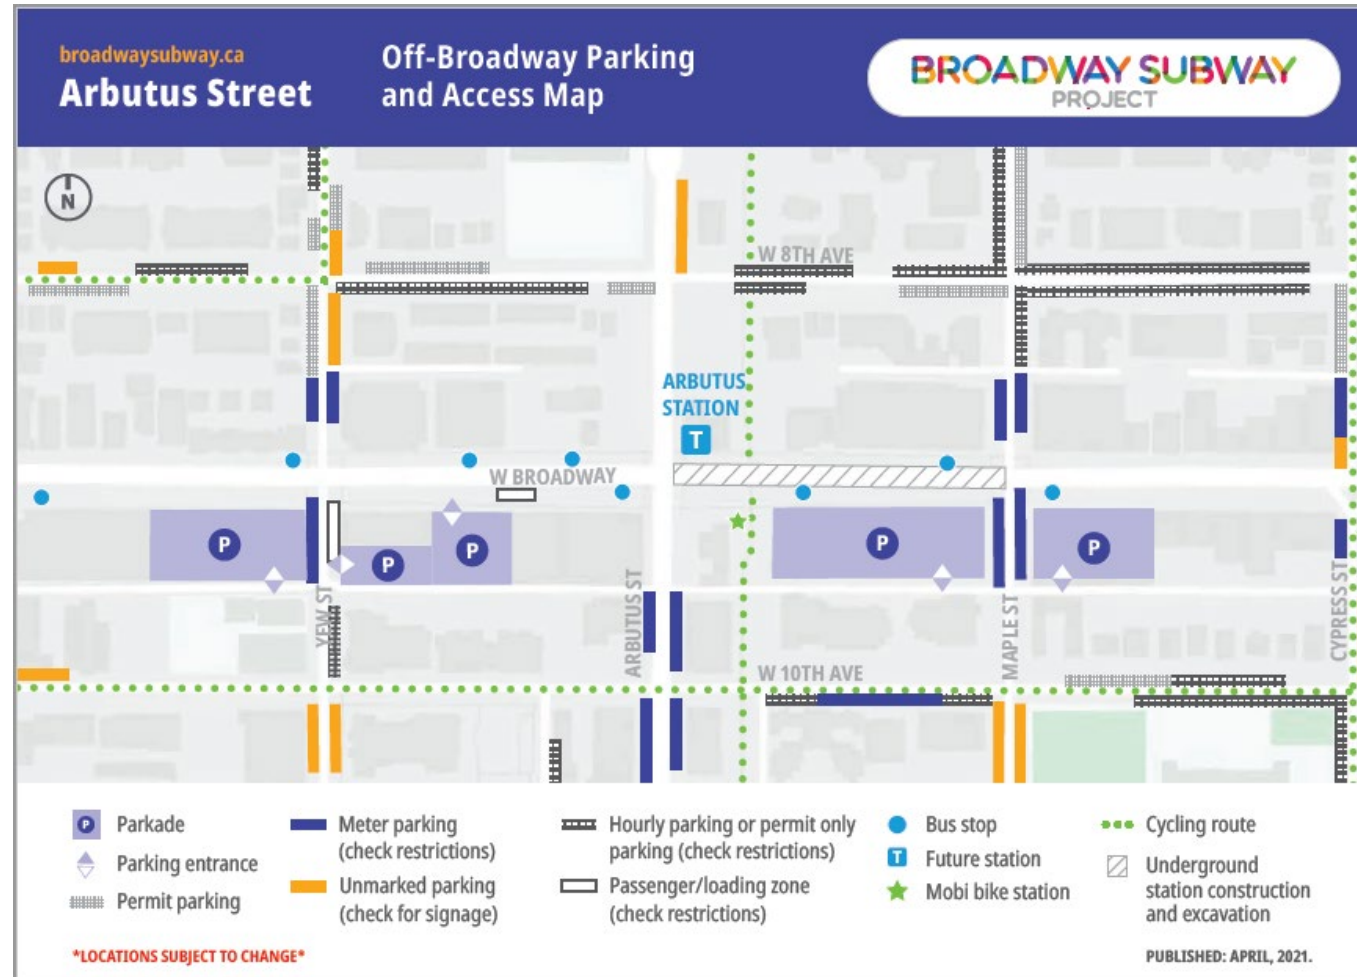 broadwaysubway.ca
Arbutus Street
Off-Broadway Parking
and Access Map
BROADWAY SUBWAY
PROJECT
N
W 8TH AVE
ARBUTUS
STATION
T
W BROADWAY
P
P
P
P
P
YEW ST
ARBUTUS ST
MAPLE ST
CYPRESS ST
W 10TH AVE
P Parkade
Parking entrance
Permit parking
Meter parking
(check restrictions)
Unmarked parking
(check for signage)
Hourly parking or permit only
parking (check restrictions)
Passenger/loading zone
(check restrictions)
Bus stop
T Future station
Mobi bike station
Cycling route
Underground
station construction
and excavation
*LOCATIONS SUBJECT TO CHANGE*
PUBLISHED: APRIL, 2021.